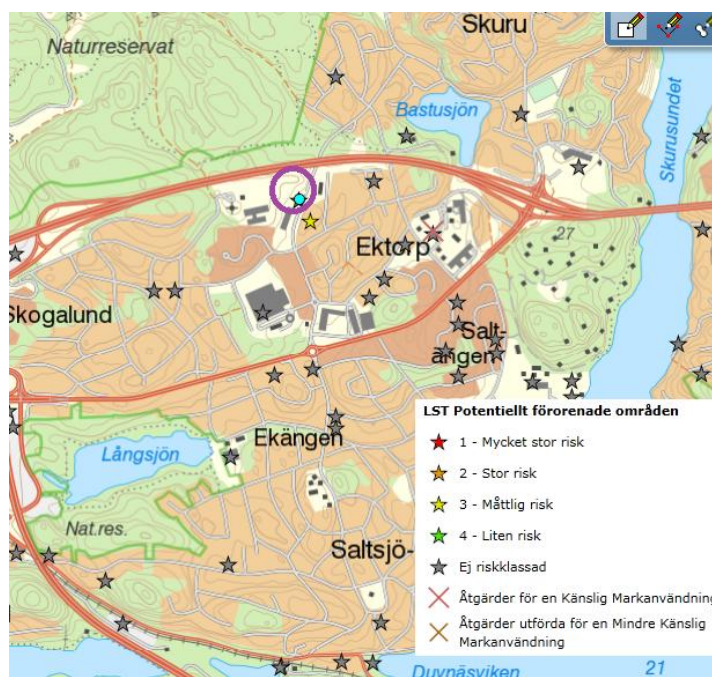 Skuru
Naturreservat
Bastusjön
Skurusundet
27
Ektorp
Skogalund
Salt-
ängen
LST Potentiellt förorenade områden
1 - Mycket stor risk
Ekängen
2 - Stor risk
Långsjön
3 - Måttlig risk
4 - Liten risk
Nat.res.
Ej riskklassad
Saltsjö-
Åtgärder för en Känslig Markanvändning
Åtgärder utförda för en Mindre Känslig
Markanvändning
Duvnäsviken
21